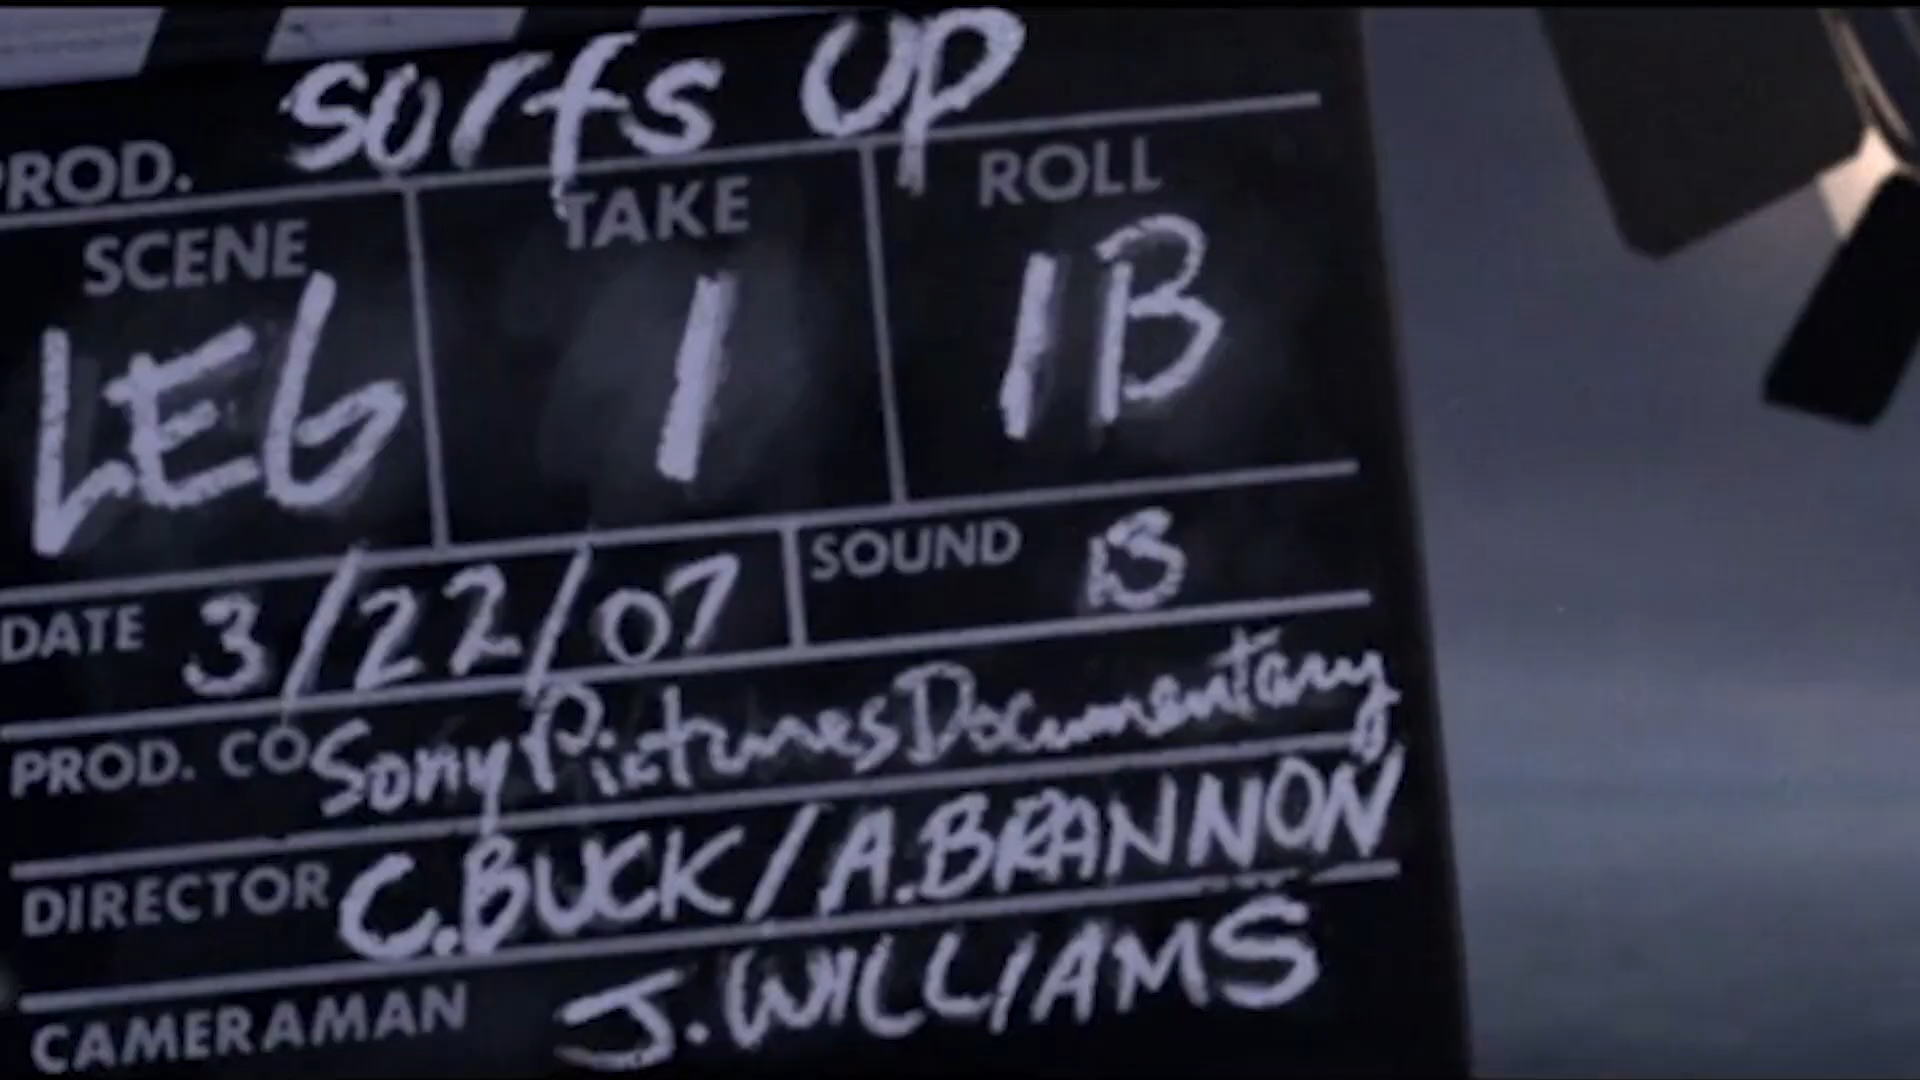 PROD. Surfs Up
SCENE TAKE ROLL
LEG 1 1B
DATE 3/22/07 SOUND 13
PROD. CO Sony Pictures Documentary
DIRECTOR C.BUCK/A.BRANNON
CAMERAMAN J.WILLIAMS